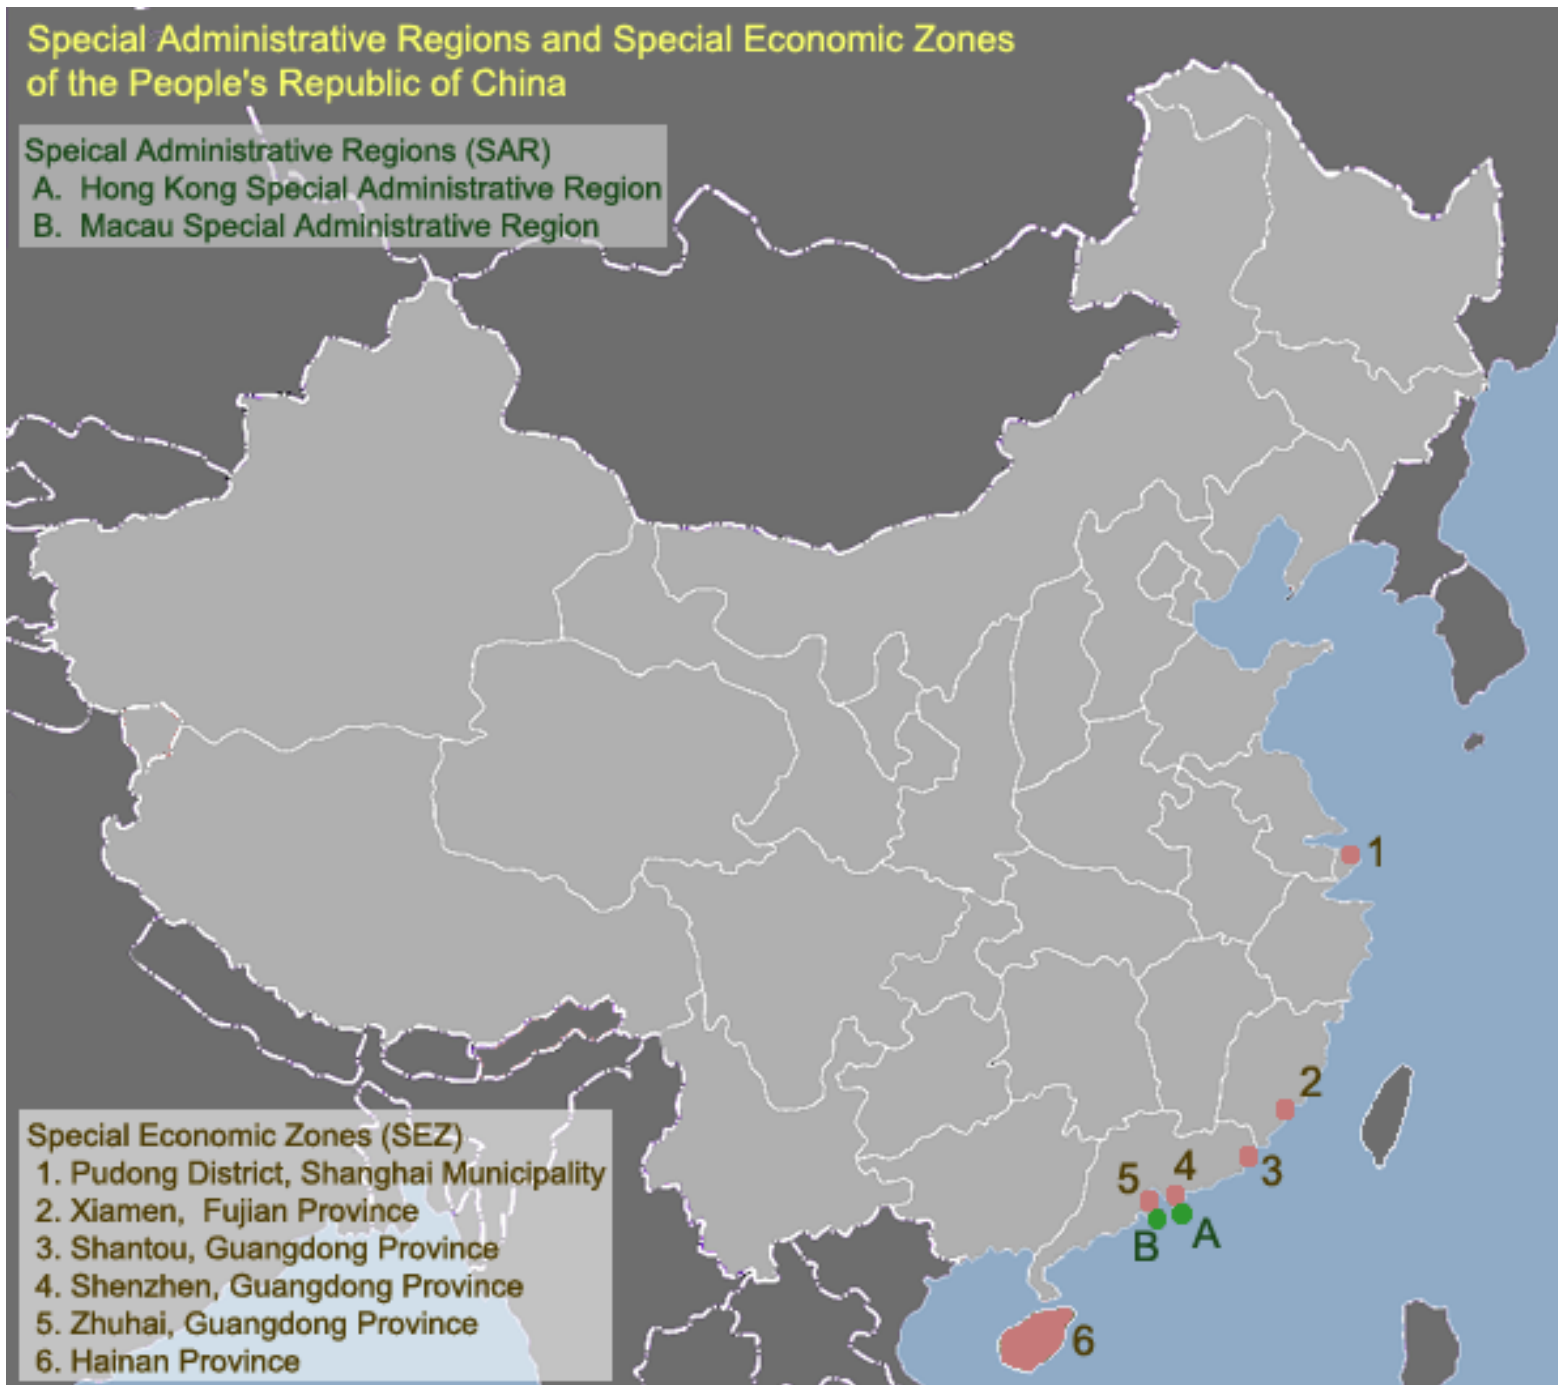 Special Administrative Regions and Special Economic Zones
of the People's Republic of China
Speical Administrative Regions (SAR)
A. Hong Kong Special Administrative Region
B. Macau Special Administrative Region
1
2
3
4
5
A
B
6
Special Economic Zones (SEZ)
1. Pudong District, Shanghai Municipality
2. Xiamen, Fujian Province
3. Shantou, Guangdong Province
4. Shenzhen, Guangdong Province
5. Zhuhai, Guangdong Province
6. Hainan Province